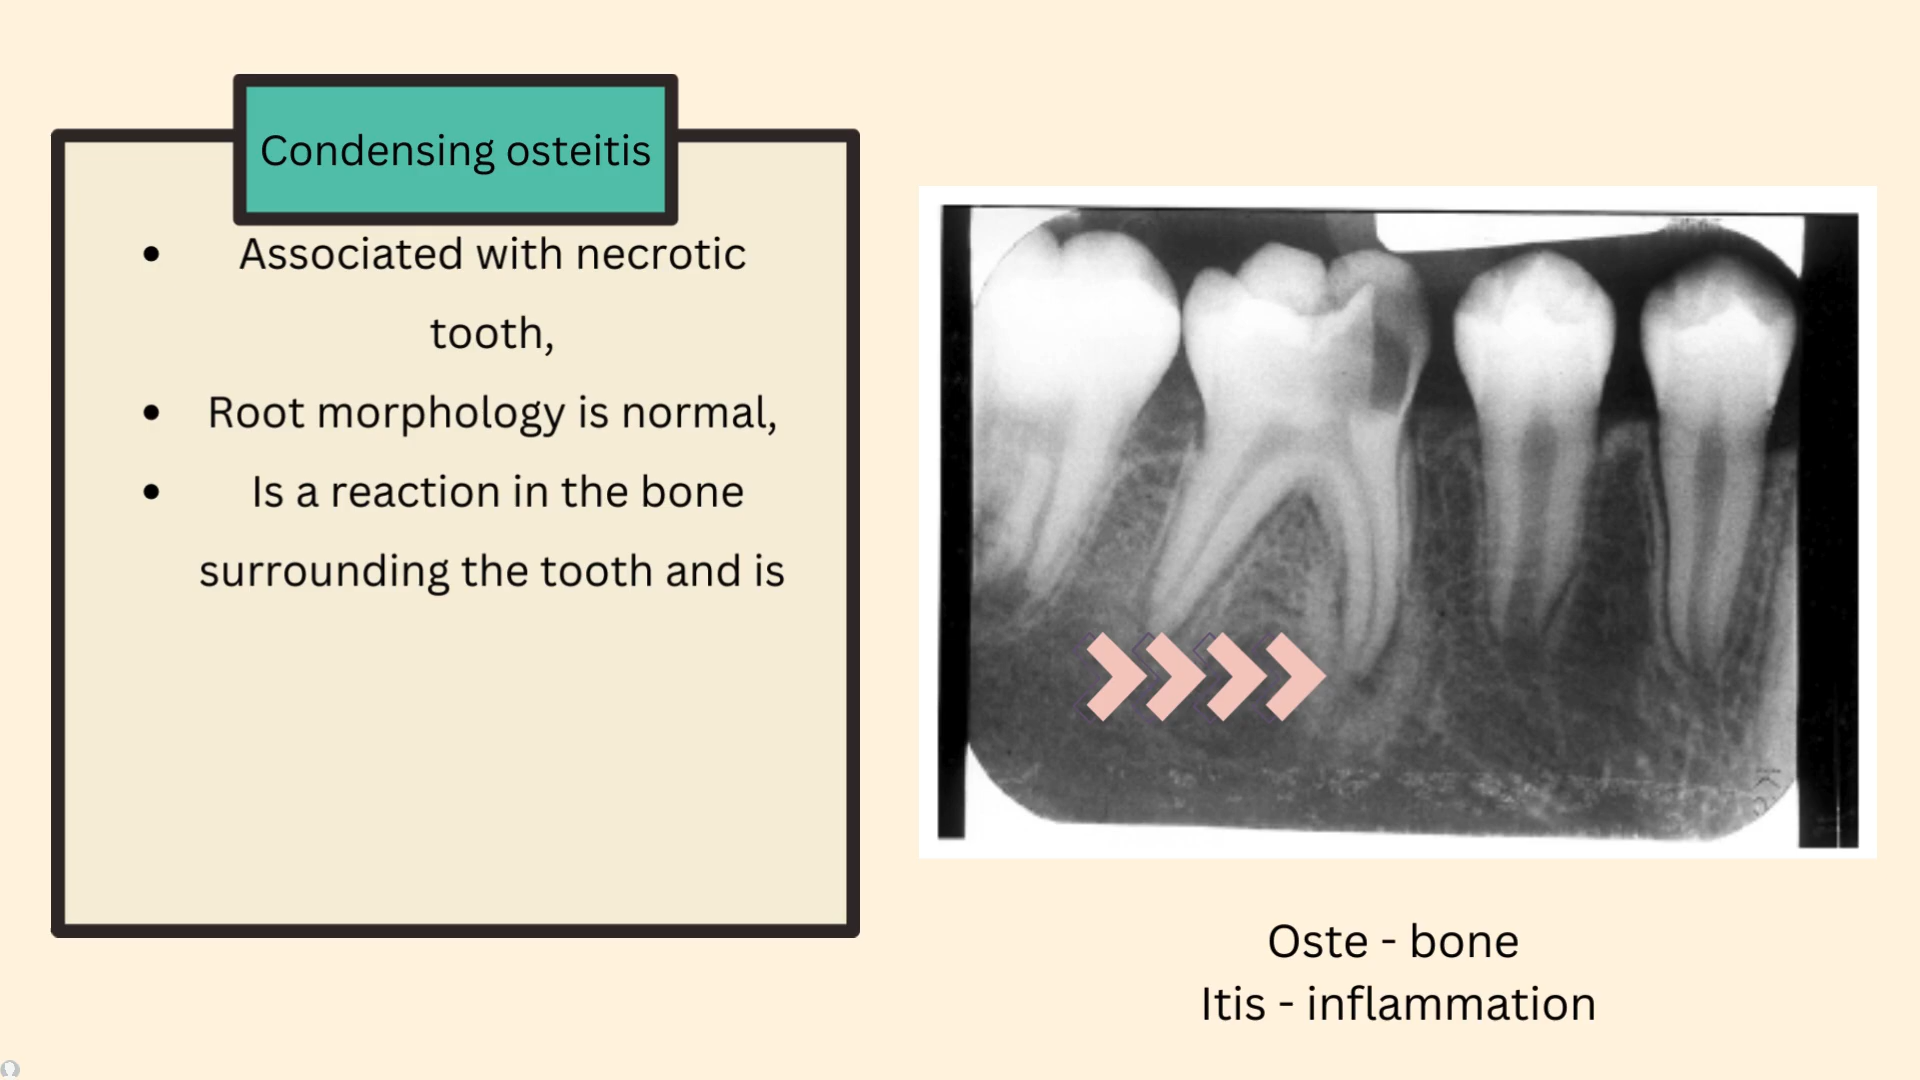 Condensing osteitis
• Associated with necrotic
tooth,
• Root morphology is normal,
• Is a reaction in the bone
surrounding the tooth and is
Oste - bone
Itis - inflammation